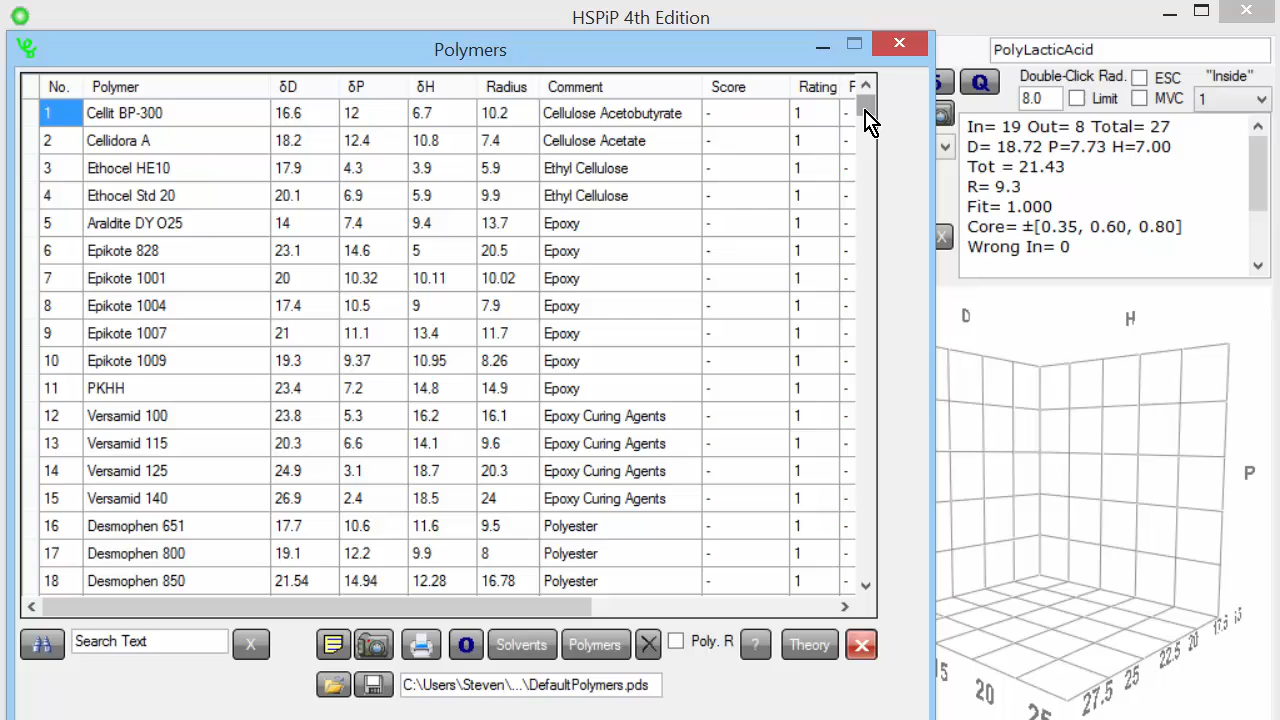 HSPiP 4th Edition
Polymers
No. Polymer δD δP δH Radius Comment Score Rating
1 Cellit BP-300 16.6 12 6.7 10.2 Cellulose Acetobutyrate - 1
2 Cellidora A 18.2 12.4 10.8 7.4 Cellulose Acetate - 1 -
3 Ethocel HE10 17.9 4.3 3.9 5.9 Ethyl Cellulose - 1 -
4 Ethocel Std 20 20.1 6.9 5.9 9.9 Ethyl Cellulose - 1 -
5 Araldite DY O25 14 7.4 9.4 13.7 Epoxy - 1 -
6 Epikote 828 23.1 14.6 5 20.5 Epoxy - 1 -
7 Epikote 1001 20 10.32 10.11 10.02 Epoxy - 1 -
8 Epikote 1004 17.4 10.5 9 7.9 Epoxy - 1 -
9 Epikote 1007 21 11.1 13.4 11.7 Epoxy - 1 -
10 Epikote 1009 19.3 9.37 10.95 8.26 Epoxy - 1 -
11 PKHH 23.4 7.2 14.8 14.9 Epoxy - 1 -
12 Versamid 100 23.8 5.3 16.2 16.1 Epoxy Curing Agents - 1 -
13 Versamid 115 20.3 6.6 14.1 9.6 Epoxy Curing Agents - 1 -
14 Versamid 125 24.9 3.1 18.7 20.3 Epoxy Curing Agents - 1 -
15 Versamid 140 26.9 2.4 18.5 24 Epoxy Curing Agents - 1 -
16 Desmophen 651 17.7 10.6 11.6 9.5 Polyester - 1 -
17 Desmophen 800 19.1 12.2 9.9 8 Polyester - 1 -
18 Desmophen 850 21.54 14.94 12.28 16.78 Polyester - 1 -
Search Text X O Solvents Polymers Poly. R ? Theory
C:\Users\Steven\...\DefaultPolymers.pds
PolyLacticAcid
Q Double-Click Rad. ESC "Inside"
8.0 Limit MVC 1
In= 19 Out= 8 Total= 27
D= 18.72 P=7.73 H=7.00
Tot = 21.43
R= 9.3
Fit= 1.000
Core= ±[0.35, 0.60, 0.80]
Wrong In= 0
X
D H
P
15 20 25 27.5 25 22.5 20 17.5 15